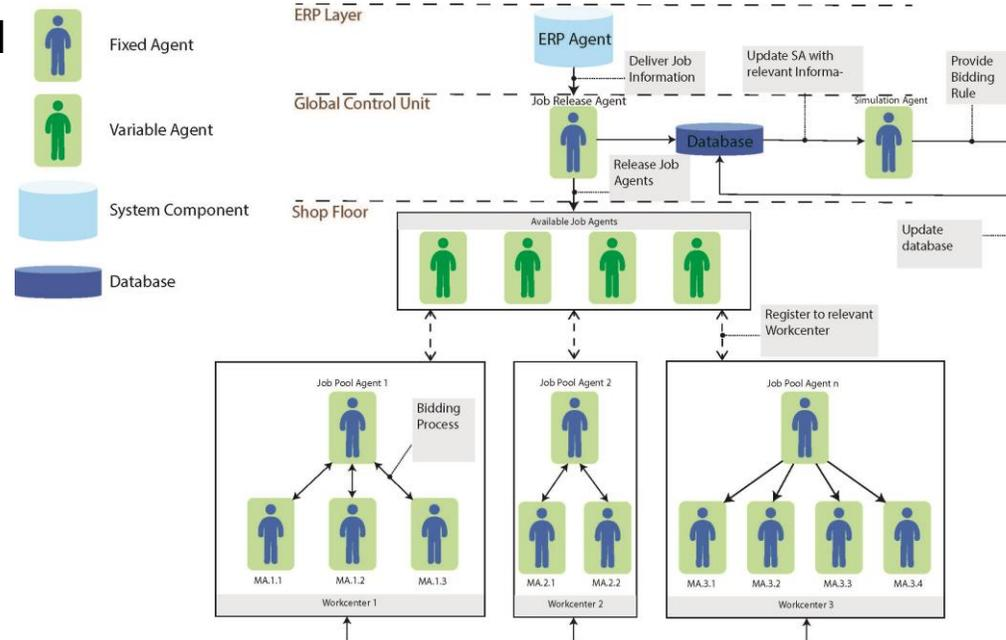 ERP Layer
Fixed Agent
ERP Agent
Deliver Job
Information
Update SA with
relevant Informa-
Provide
Bidding
Rule
Global Control Unit
Job Release Agent
Simulation Agent
Variable Agent
Database
Release Job
Agents
System Component
Shop Floor
Available Job Agents
Update
database
Database
Register to relevant
Workcenter
Job Pool Agent 1
Job Pool Agent 2
Job Pool Agent n
Bidding
Process
MA.1.1
MA.1.2
MA.1.3
MA.2.1
MA.2.2
MA.3.1
MA.3.2
MA.3.3
MA.3.4
Workcenter 1
Workcenter 2
Workcenter 3